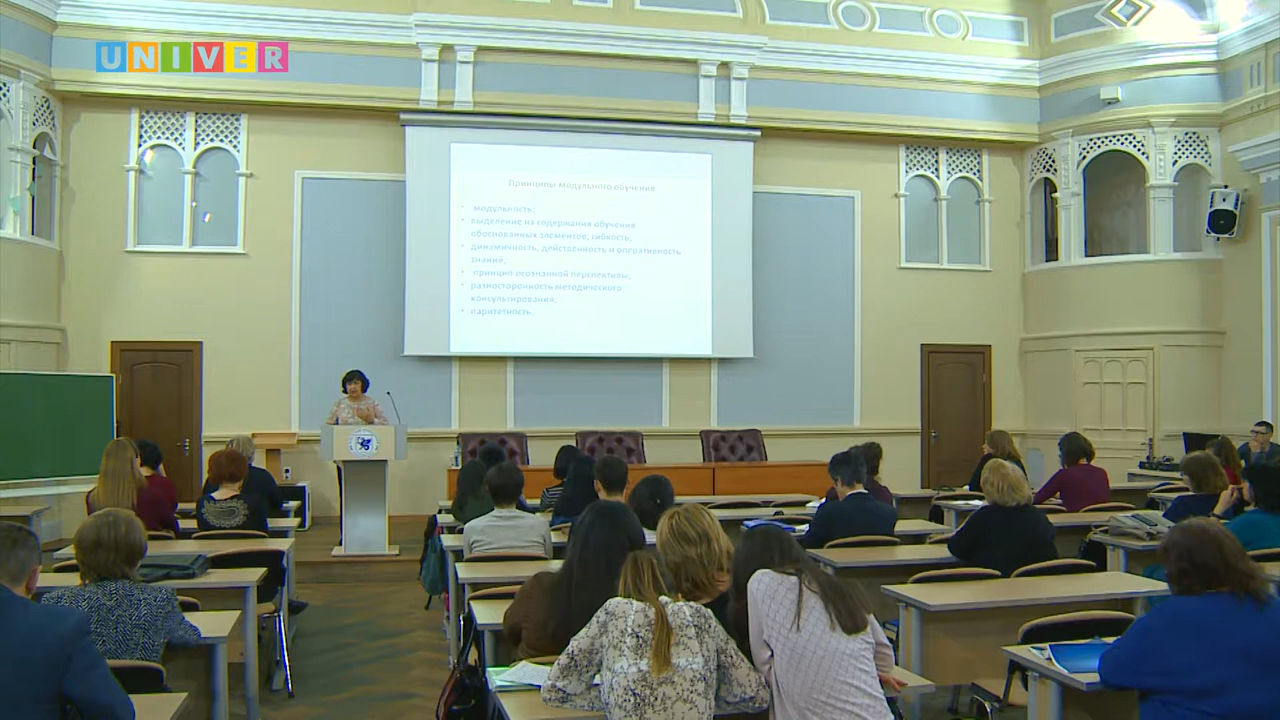 UNIVER
Принципы модульного обучения
• модульность;
• выделение из содержания обучения
обоснованных элементов, гибкость;
• динамичность, действенность и оперативность
знаний;
• принцип осознанной перспективы;
• разносторонность методического
консультирования;
• паритетность.